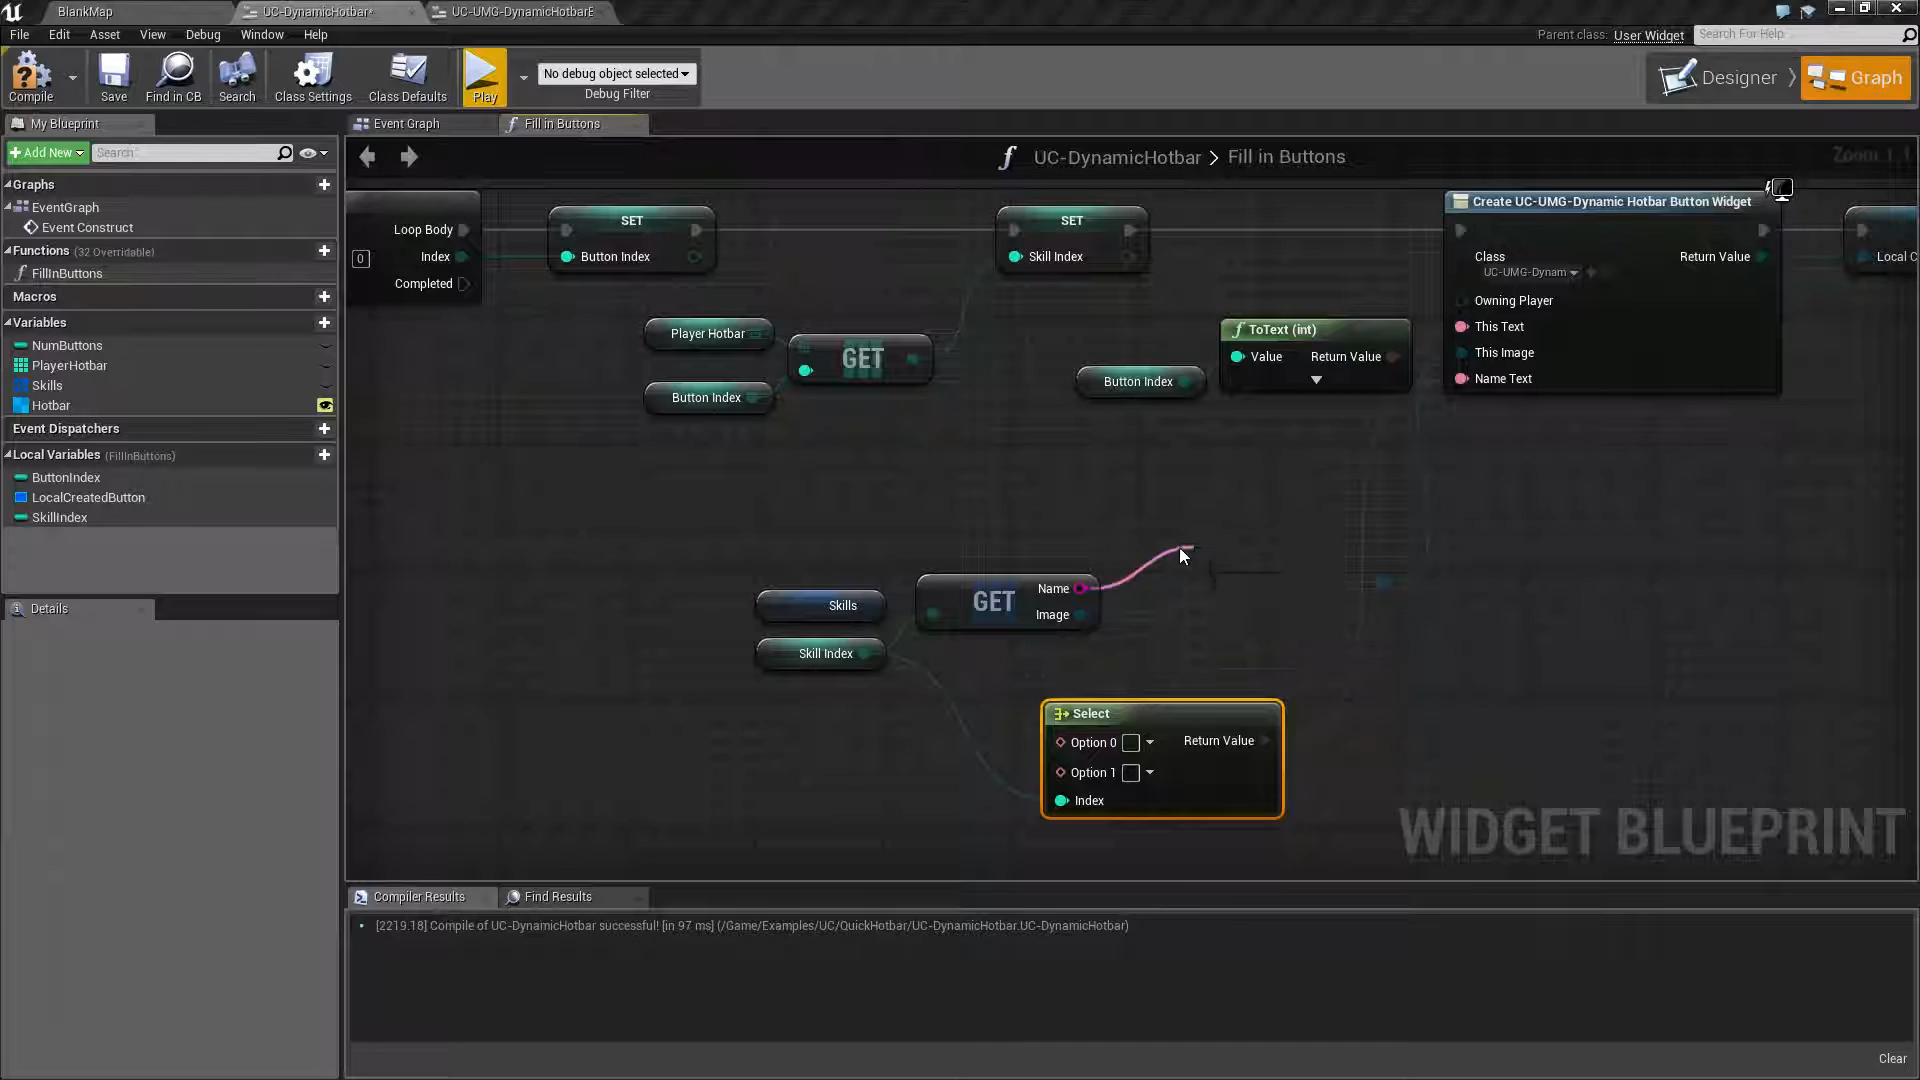 BlankMap
UC-DynamicHotbar*
UC-UMG-DynamicHotbarE
File Edit Asset View Debug Window Help
Parent class: User Widget
Search For Help
Compile
Save
Find in CB
Search
Class Settings
Class Defaults
Play
No debug object selected
Debug Filter
Designer
Graph
My Blueprint
Event Graph
Fill in Buttons
+ Add New
Search
UC-DynamicHotbar > Fill in Buttons
Zoom 1:1
Graphs
EventGraph
Event Construct
Functions (32 Overridable)
FillInButtons
Macros
Variables
NumButtons
PlayerHotbar
Skills
Hotbar
Event Dispatchers
Local Variables (FillInButtons)
ButtonIndex
LocalCreatedButton
SkillIndex
Details
Loop Body
Index
Completed
0
SET
Button Index
SET
Skill Index
Player Hotbar
Button Index
GET
Button Index
ToText (int)
Value
Return Value
Create UC-UMG-Dynamic Hotbar Button Widget
Class
UC-UMG-Dynam
Return Value
Owning Player
This Text
This Image
Name Text
Local C
Skills
Skill Index
GET
Name
Image
Select
Option 0
Return Value
Option 1
Index
WIDGET BLUEPRINT
Compiler Results
Find Results
[2219.18] Compile of UC-DynamicHotbar successful! [in 97 ms] (/Game/Examples/UC/QuickHotbar/UC-DynamicHotbar.UC-DynamicHotbar)
Clear